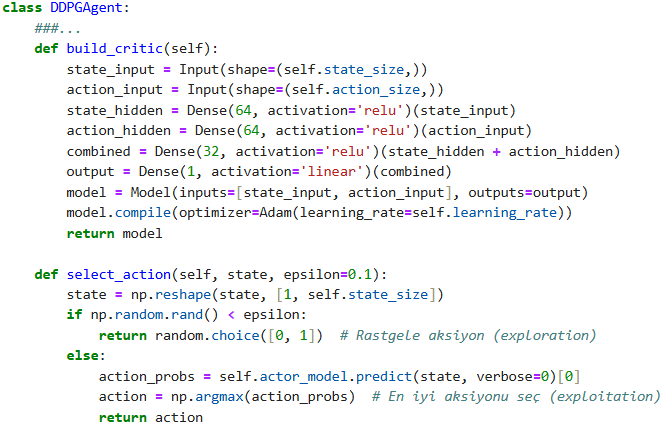 class DDPGAgent:
    ###...
    def build_critic(self):
        state_input = Input(shape=(self.state_size,))
        action_input = Input(shape=(self.action_size,))
        state_hidden = Dense(64, activation='relu')(state_input)
        action_hidden = Dense(64, activation='relu')(action_input)
        combined = Dense(32, activation='relu')(state_hidden + action_hidden)
        output = Dense(1, activation='linear')(combined)
        model = Model(inputs=[state_input, action_input], outputs=output)
        model.compile(optimizer=Adam(learning_rate=self.learning_rate))
        return model

    def select_action(self, state, epsilon=0.1):
        state = np.reshape(state, [1, self.state_size])
        if np.random.rand() < epsilon:
            return random.choice([0, 1])  # Rastgele aksiyon (exploration)
        else:
            action_probs = self.actor_model.predict(state, verbose=0)[0]
            action = np.argmax(action_probs)  # En iyi aksiyonu seç (exploitation)
            return action